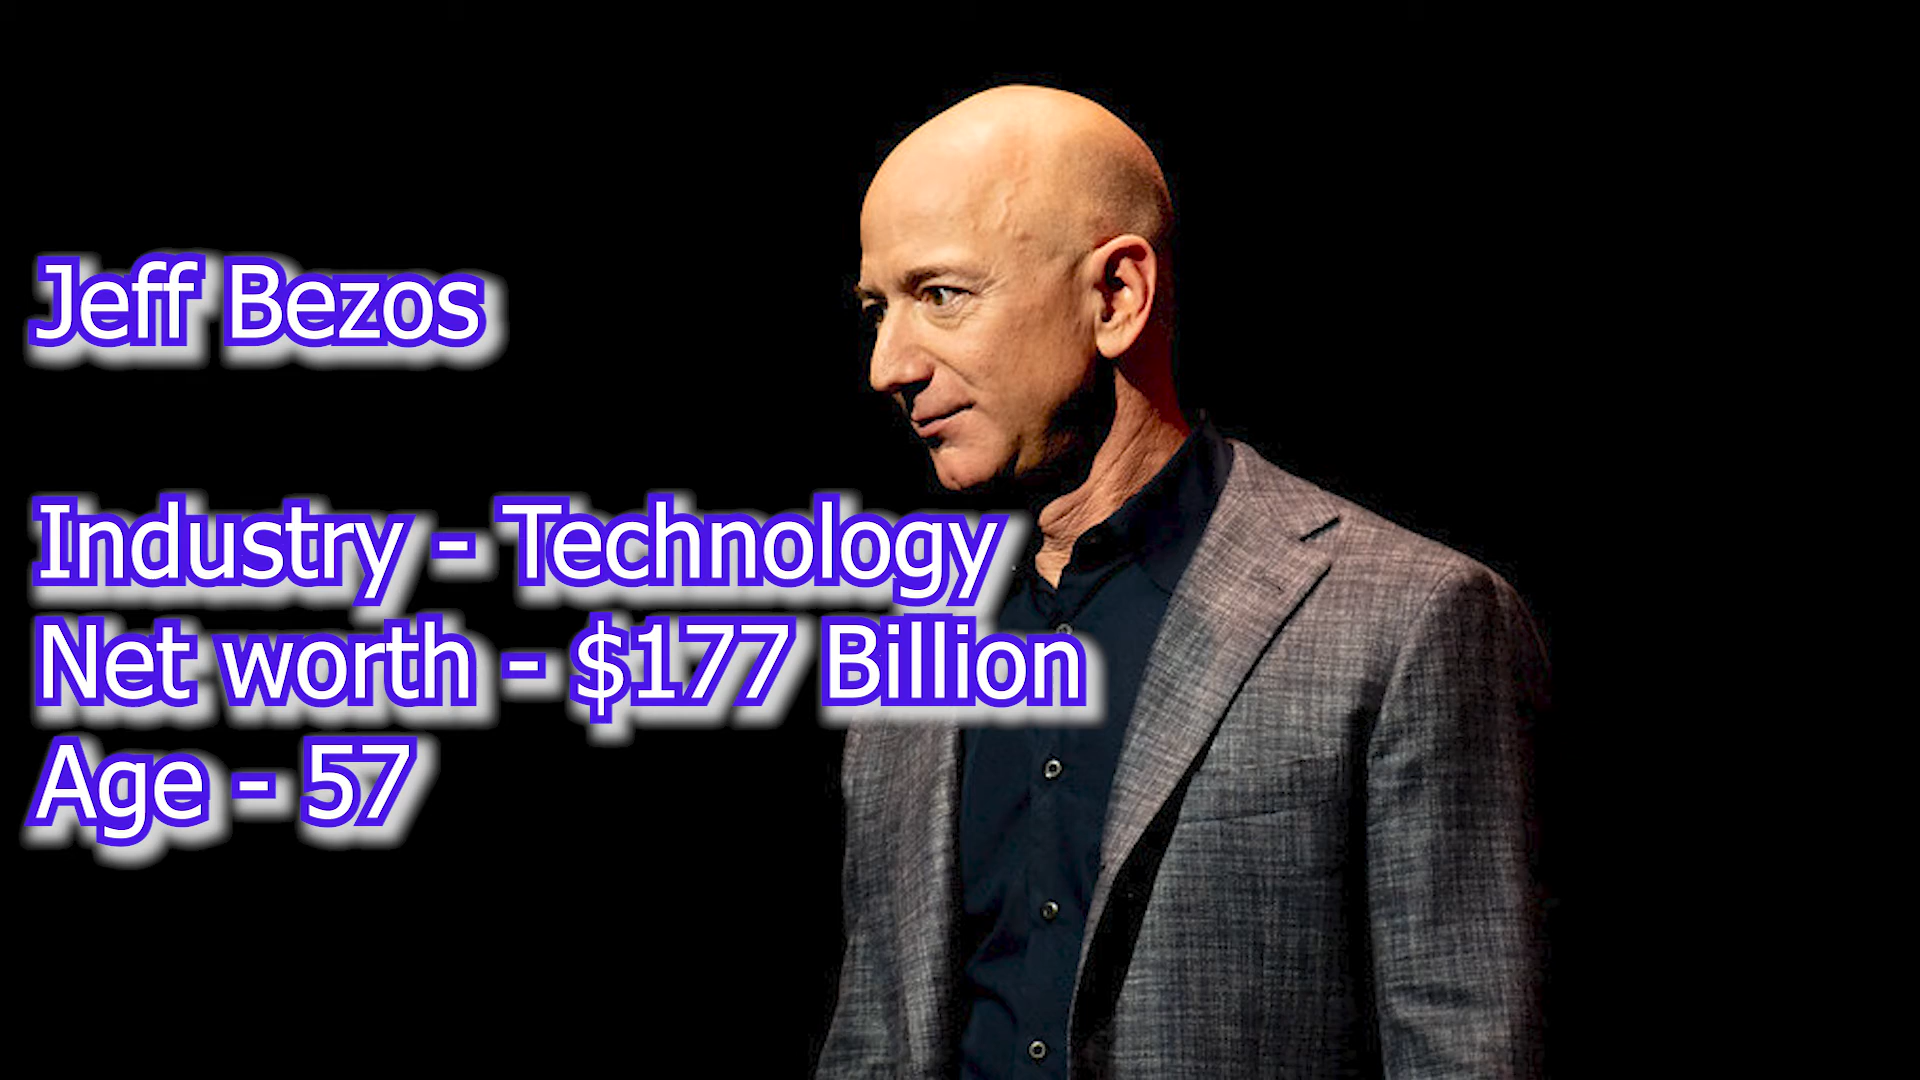 Jeff Bezos
Industry - Technology
Net worth - $177 Billion
Age - 57